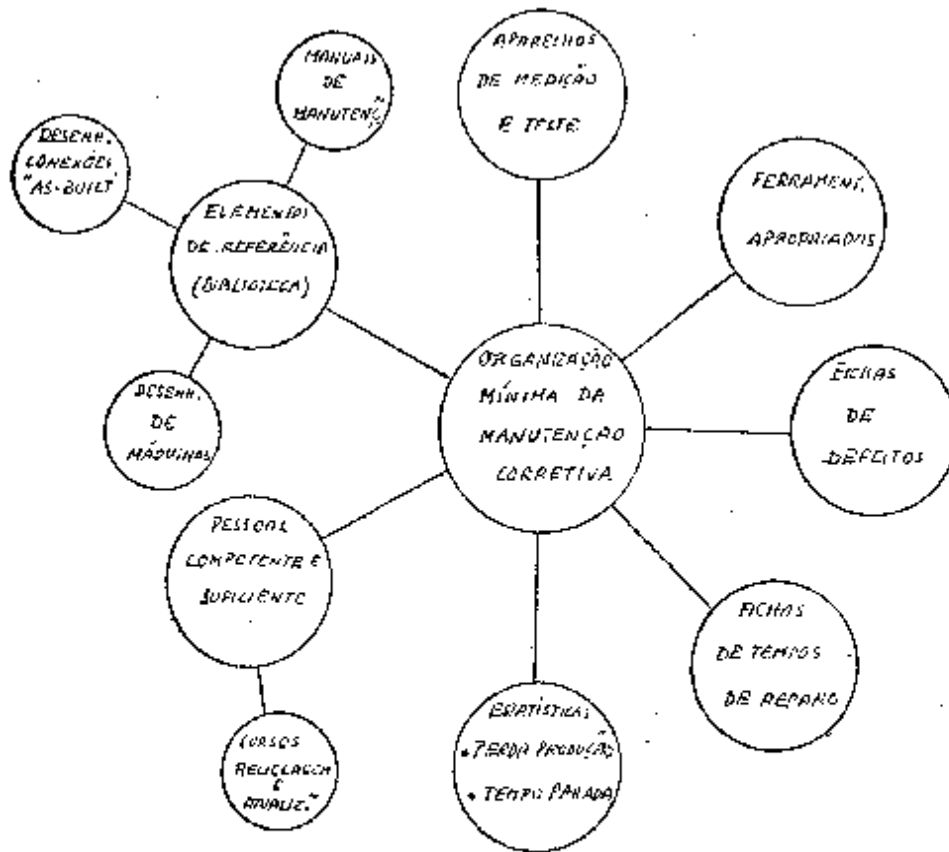 APARELHOS
DE MEDIÇÃO
E TESTE
MANUAIS
DE
MANUTENÇ
DESENH.
CONEXÕES
"AS-BUILT"
ELEMENTOS
DE REFERÊNCIA
(BIBLIOTECA)
FERRAMENT.
APROPRIADOS
ORGANIZAÇÃO
MÍNIMA DA
MANUTENÇÃO
CORRETIVA
FICHAS
DE
DEFEITOS
DESENH.
DE
MÁQUINAS
PESSOAL
COMPETENTE E
SUFICIENTE
FICHAS
DE TEMPOS
DE REPARO
ESTATÍSTICAS
• PERDA PRODUÇÃO
• TEMPO PARADA
CURSOS
RECICLAGEM
E
ATUALIZ.